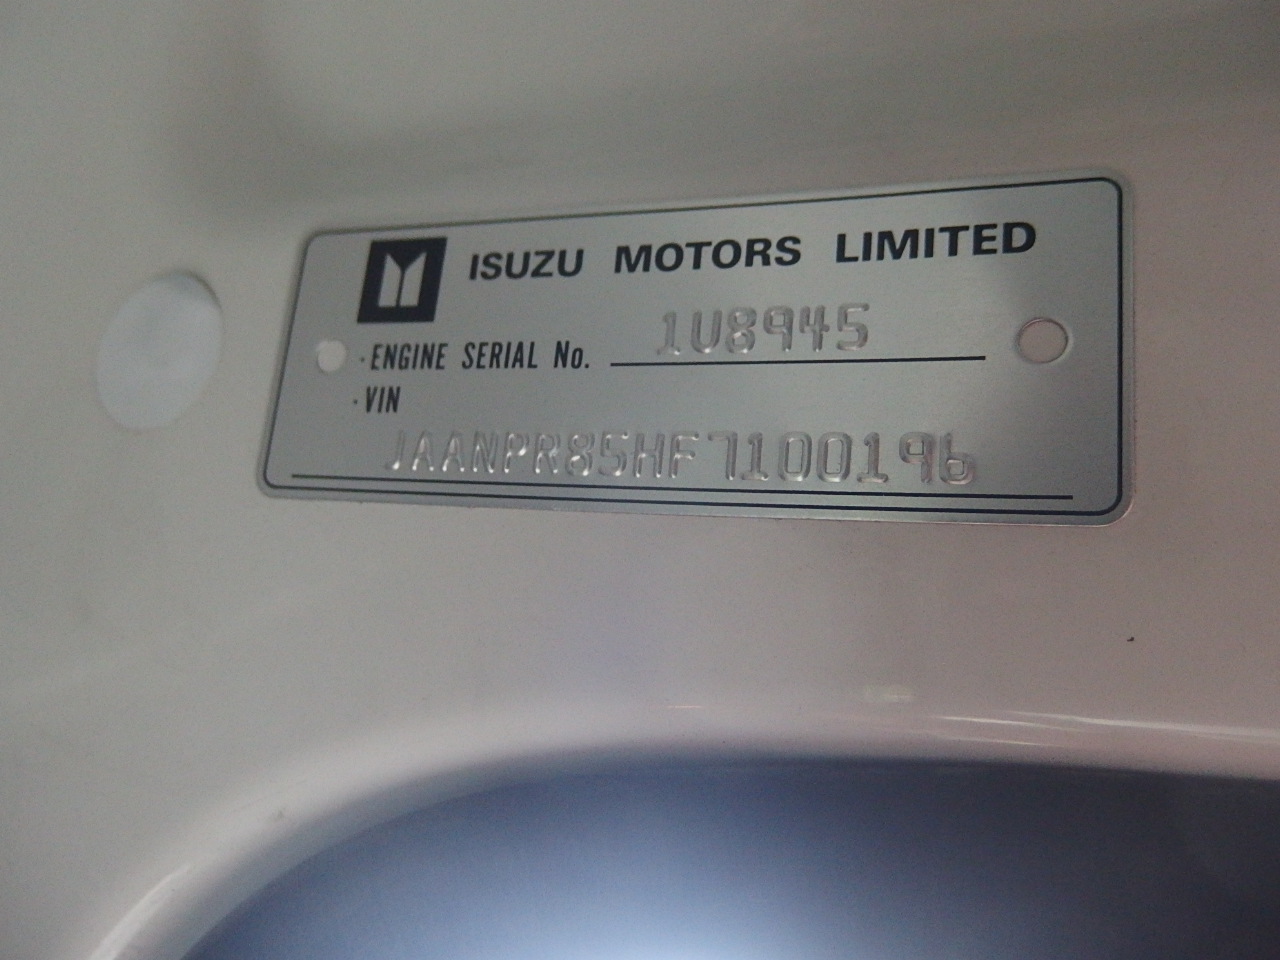 ISUZU MOTORS LIMITED
·ENGINE SERIAL No. 1U8945
·VIN
JAANPR85HF7100196